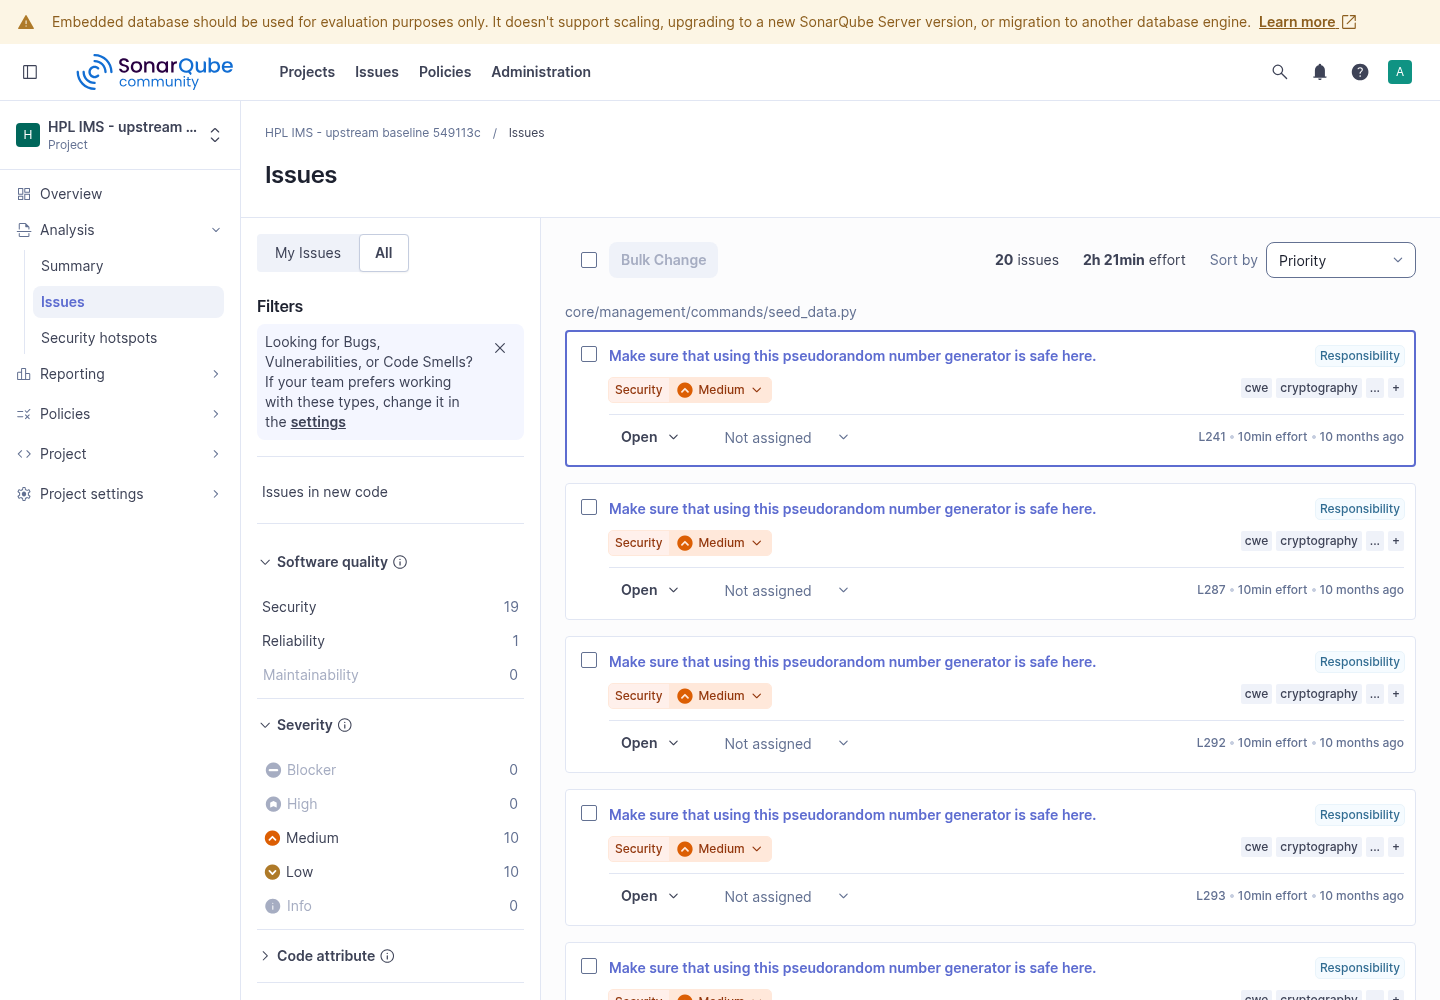 Embedded database should be used for evaluation purposes only. It doesn't support scaling, upgrading to a new SonarQube Server version, or migration to another database engine. Learn more
SonarQube community
Projects Issues Policies Administration
A
H
HPL IMS - upstream ...
Project
Overview
Analysis
Summary
Issues
Security hotspots
Reporting
Policies
Project
Project settings
HPL IMS - upstream baseline 549113c / Issues
Issues
My Issues All
Filters
Looking for Bugs,
Vulnerabilities, or Code Smells?
If your team prefers working
with these types, change it in
the settings
Issues in new code
Software quality
Security 19
Reliability 1
Maintainability 0
Severity
Blocker 0
High 0
Medium 10
Low 10
Info 0
Code attribute
Bulk Change
20 issues 2h 21min effort Sort by Priority
core/management/commands/seed_data.py
Make sure that using this pseudorandom number generator is safe here. Responsibility
Security Medium cwe cryptography ... +
Open Not assigned L241 • 10min effort • 10 months ago
Make sure that using this pseudorandom number generator is safe here. Responsibility
Security Medium cwe cryptography ... +
Open Not assigned L287 • 10min effort • 10 months ago
Make sure that using this pseudorandom number generator is safe here. Responsibility
Security Medium cwe cryptography ... +
Open Not assigned L292 • 10min effort • 10 months ago
Make sure that using this pseudorandom number generator is safe here. Responsibility
Security Medium cwe cryptography ... +
Open Not assigned L293 • 10min effort • 10 months ago
Make sure that using this pseudorandom number generator is safe here. Responsibility
Security Medium cwe cryptography ... +